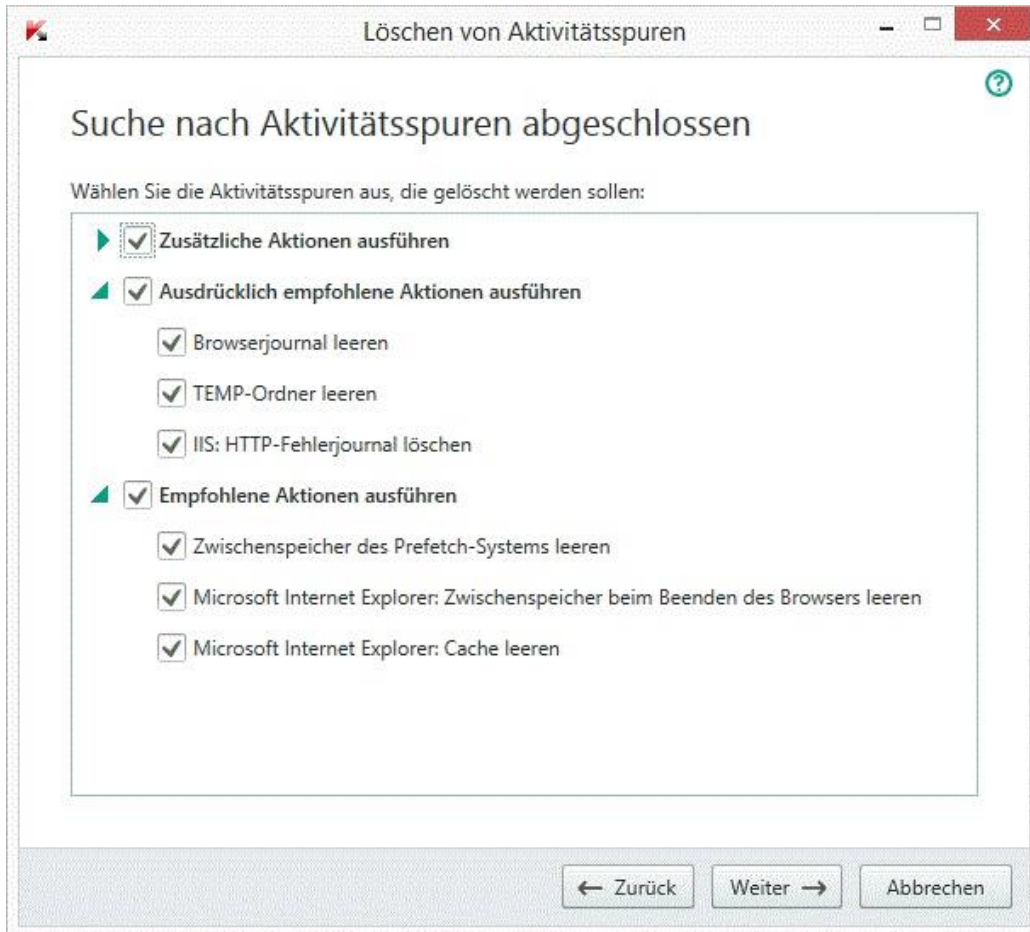 Löschen von Aktivitätsspuren
Suche nach Aktivitätsspuren abgeschlossen
Wählen Sie die Aktivitätsspuren aus, die gelöscht werden sollen:
Zusätzliche Aktionen ausführen
Ausdrücklich empfohlene Aktionen ausführen
Browserjournal leeren
TEMP-Ordner leeren
IIS: HTTP-Fehlerjournal löschen
Empfohlene Aktionen ausführen
Zwischenspeicher des Prefetch-Systems leeren
Microsoft Internet Explorer: Zwischenspeicher beim Beenden des Browsers leeren
Microsoft Internet Explorer: Cache leeren
← Zurück Weiter → Abbrechen